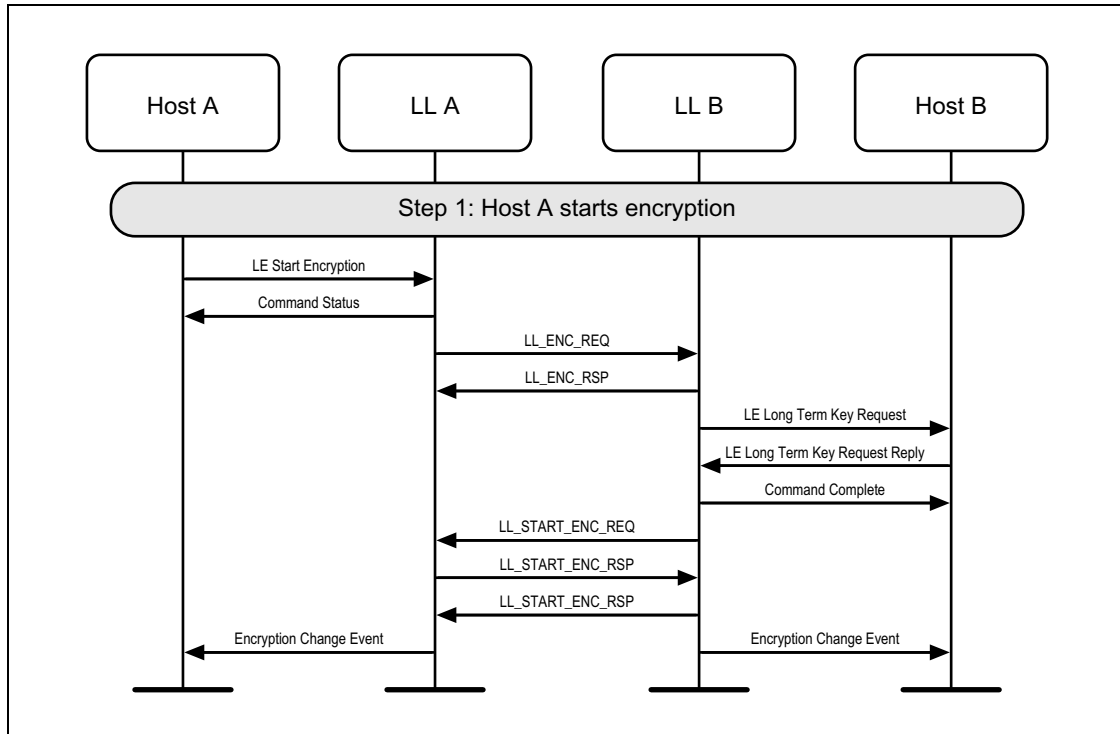 Host A
LL A
LL B
Host B
Step 1: Host A starts encryption
LE Start Encryption
Command Status
LL_ENC_REQ
LL_ENC_RSP
LE Long Term Key Request
LE Long Term Key Request Reply
Command Complete
LL_START_ENC_REQ
LL_START_ENC_RSP
LL_START_ENC_RSP
Encryption Change Event
Encryption Change Event